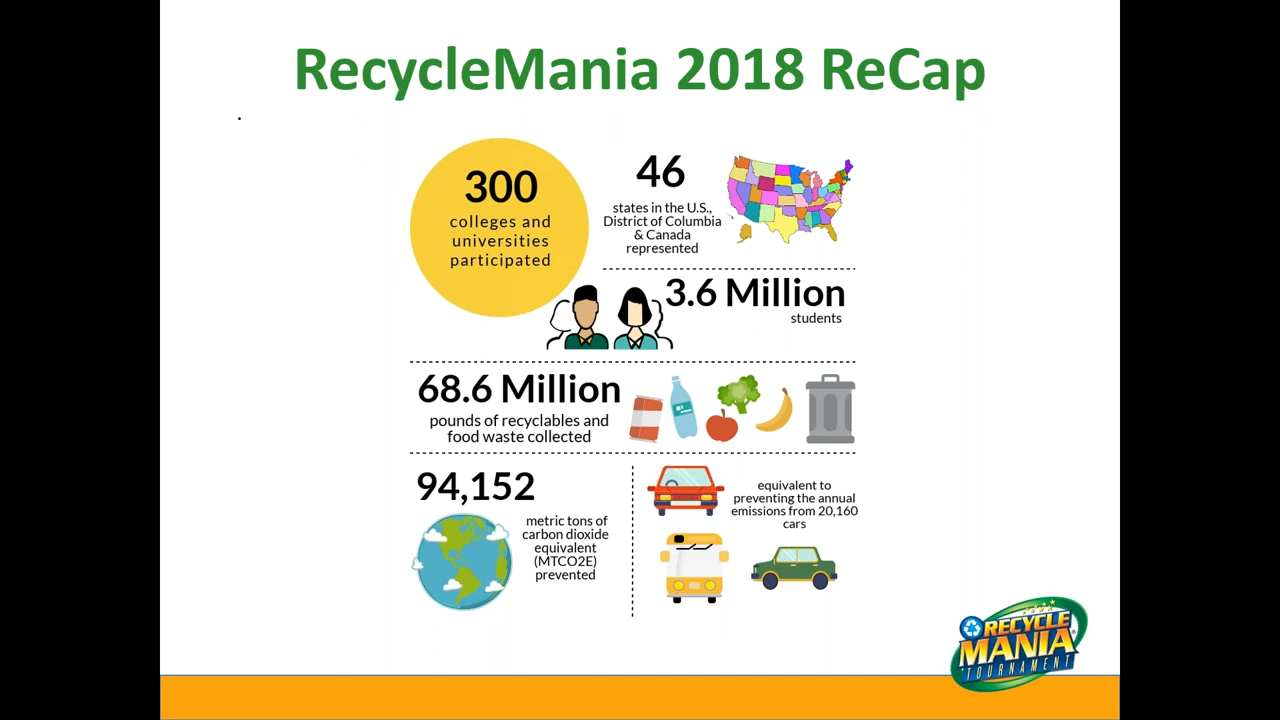 RecycleMania 2018 ReCap
300
colleges and
universities
participated
46
states in the U.S.,
District of Columbia
& Canada
represented
3.6 Million
students
68.6 Million
pounds of recyclables and
food waste collected
94,152
metric tons of
carbon dioxide
equivalent
(MTCO2E)
prevented
equivalent to
preventing the annual
emissions from 20,160
cars
RECYCLE
MANIA
TOURNAMENT